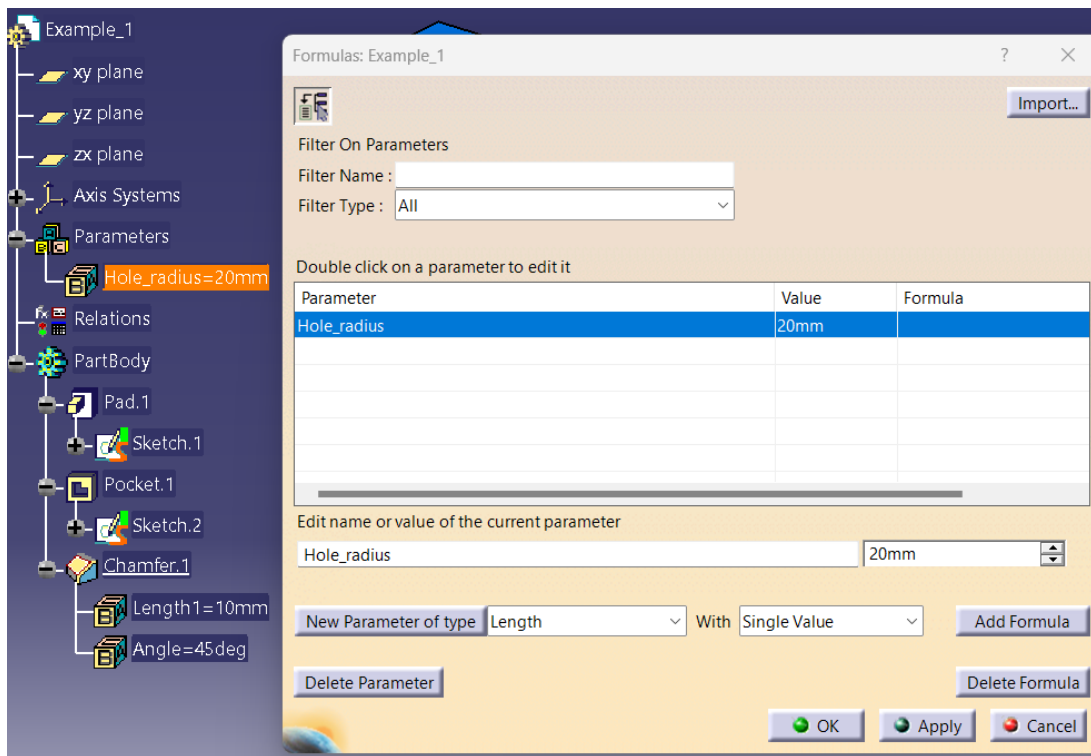 Example_1
xy plane
yz plane
zx plane
Axis Systems
Parameters
Hole_radius=20mm
Relations
PartBody
Pad.1
Sketch.1
Pocket.1
Sketch.2
Chamfer.1
Length1=10mm
Angle=45deg
Formulas: Example_1 ? ×
Import...
Filter On Parameters
Filter Name :
Filter Type : All
Double click on a parameter to edit it
Parameter Value Formula
Hole_radius 20mm
Edit name or value of the current parameter
Hole_radius 20mm
New Parameter of type Length With Single Value Add Formula
Delete Parameter Delete Formula
OK Apply Cancel